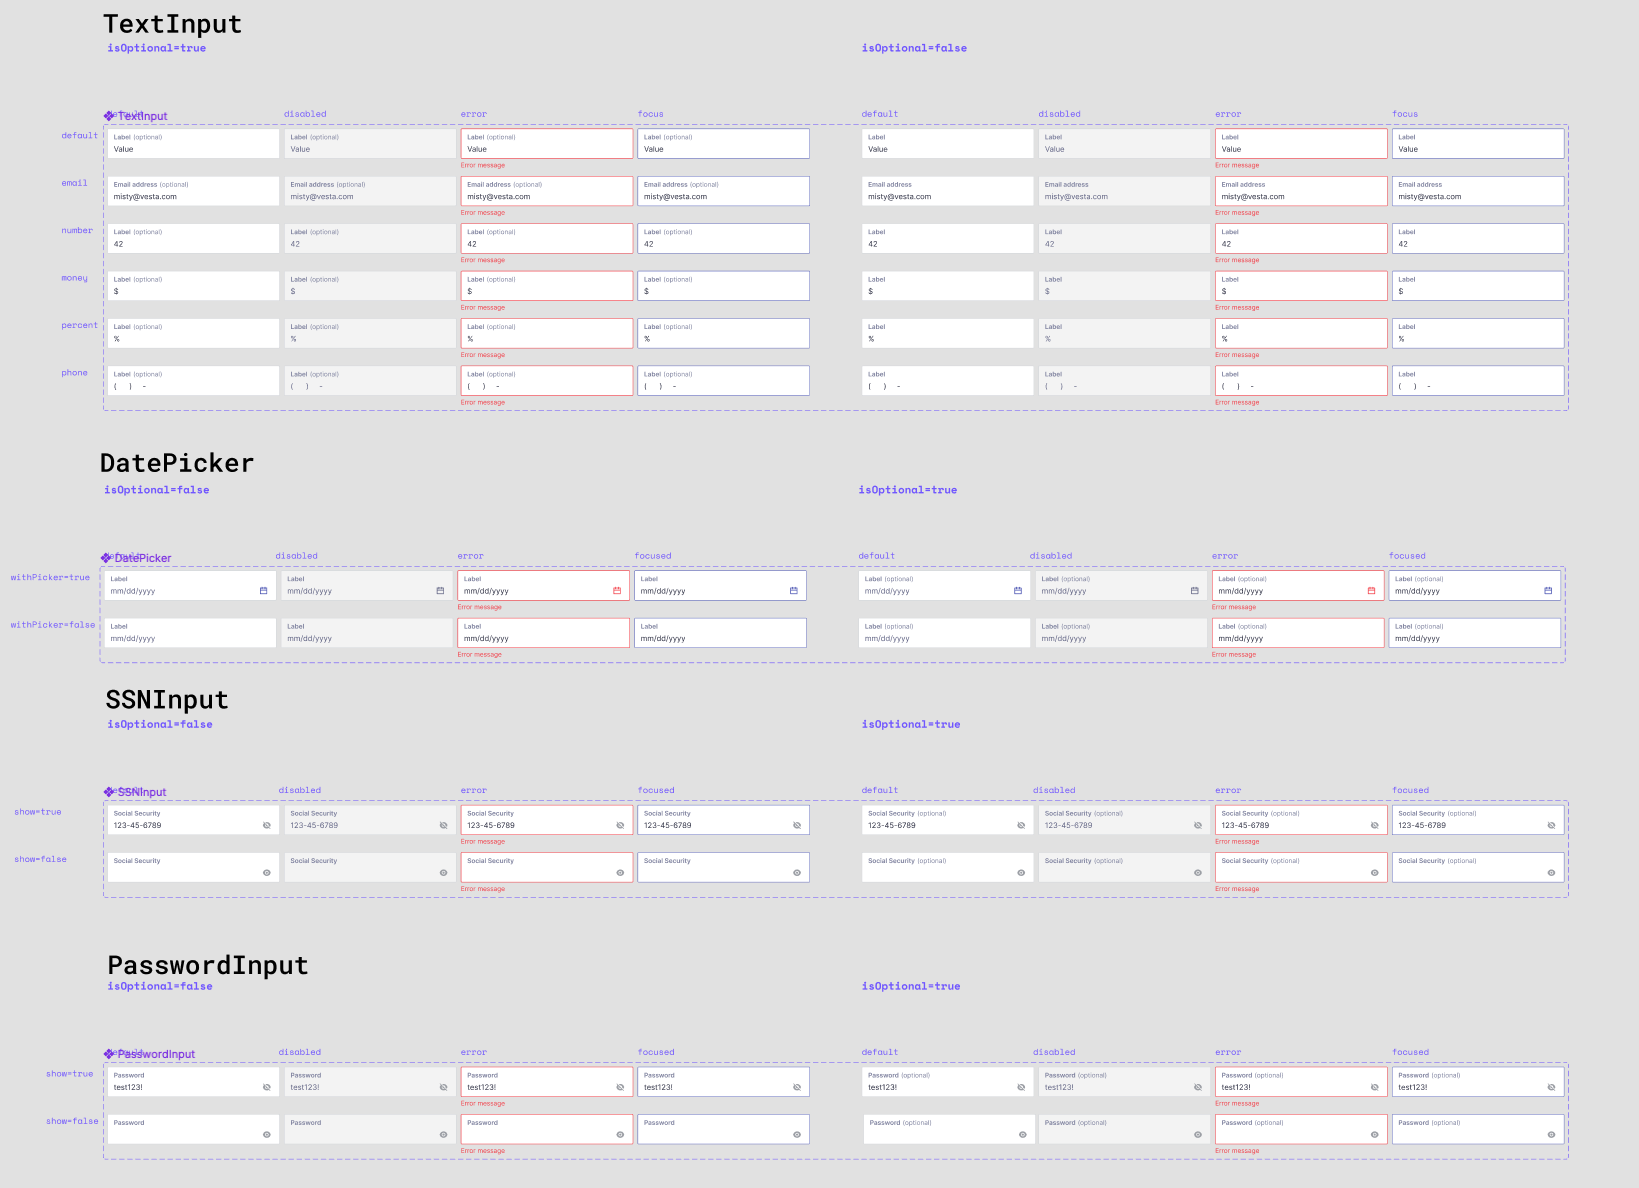 TextInput
isOptional=true isOptional=false
TextInput disabled error focus default disabled error focus
default Label (optional) Label (optional) Label (optional) Label (optional) Label Label Label Label
Value Value Value Value Value Value Value Value
Error message Error message
email Email address (optional) Email address (optional) Email address (optional) Email address (optional) Email address Email address Email address Email address
misty@vesta.com misty@vesta.com misty@vesta.com misty@vesta.com misty@vesta.com misty@vesta.com misty@vesta.com misty@vesta.com
Error message Error message
number Label (optional) Label (optional) Label (optional) Label (optional) Label Label Label Label
42 42 42 42 42 42 42 42
Error message Error message
money Label (optional) Label (optional) Label (optional) Label (optional) Label Label Label Label
$ $ $ $ $ $ $ $
Error message Error message
percent Label (optional) Label (optional) Label (optional) Label (optional) Label Label Label Label
% % % % % % % %
Error message Error message
phone Label (optional) Label (optional) Label (optional) Label (optional) Label Label Label Label
( ) - ( ) - ( ) - ( ) - ( ) - ( ) - ( ) - ( ) -
Error message Error message
DatePicker
isOptional=false isOptional=true
DatePicker disabled error focused default disabled error focused
withPicker=true Label Label Label Label Label (optional) Label (optional) Label (optional) Label (optional)
mm/dd/yyyy mm/dd/yyyy mm/dd/yyyy mm/dd/yyyy mm/dd/yyyy mm/dd/yyyy mm/dd/yyyy mm/dd/yyyy
Error message Error message
withPicker=false Label Label Label Label Label (optional) Label (optional) Label (optional) Label (optional)
mm/dd/yyyy mm/dd/yyyy mm/dd/yyyy mm/dd/yyyy mm/dd/yyyy mm/dd/yyyy mm/dd/yyyy mm/dd/yyyy
Error message Error message
SSNInput
isOptional=false isOptional=true
SSNInput disabled error focused default disabled error focused
show=true Social Security Social Security Social Security Social Security Social Security (optional) Social Security (optional) Social Security (optional) Social Security (optional)
123-45-6789 123-45-6789 123-45-6789 123-45-6789 123-45-6789 123-45-6789 123-45-6789 123-45-6789
Error message Error message
show=false Social Security Social Security Social Security Social Security Social Security (optional) Social Security (optional) Social Security (optional) Social Security (optional)
Error message Error message
PasswordInput
isOptional=false isOptional=true
PasswordInput disabled error focused default disabled error focused
show=true Password Password Password Password Password (optional) Password (optional) Password (optional) Password (optional)
test123! test123! test123! test123! test123! test123! test123! test123!
Error message Error message
show=false Password Password Password Password Password (optional) Password (optional) Password (optional) Password (optional)
Error message Error message